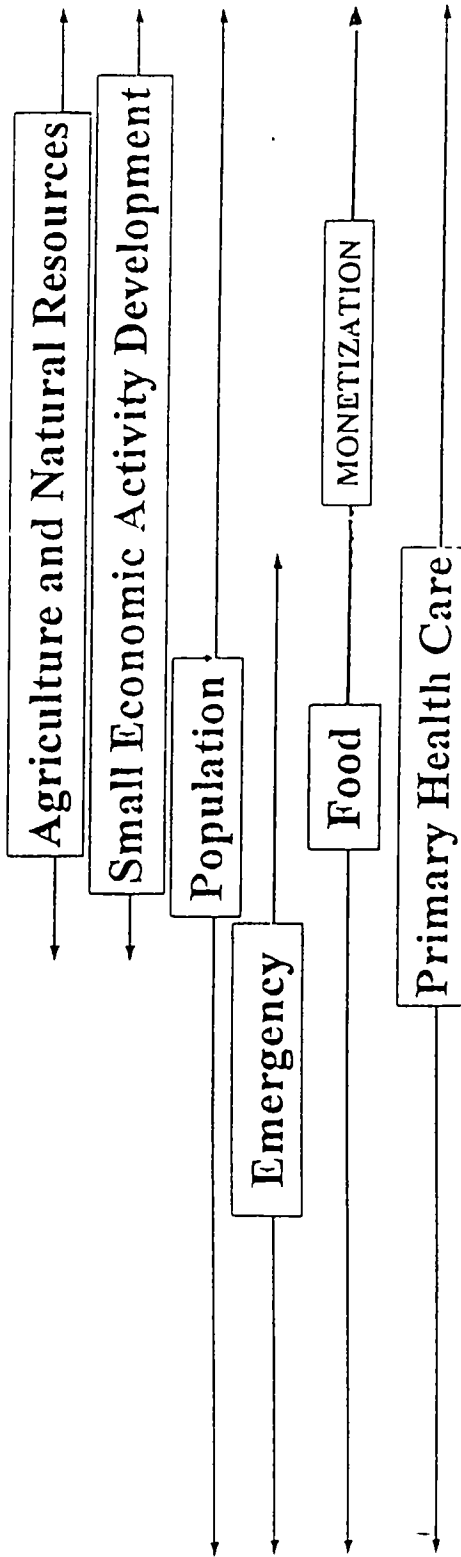 Agriculture and Natural Resources
Small Economic Activity Development
Population
Emergency
Food
MONETIZATION
Primary Health Care